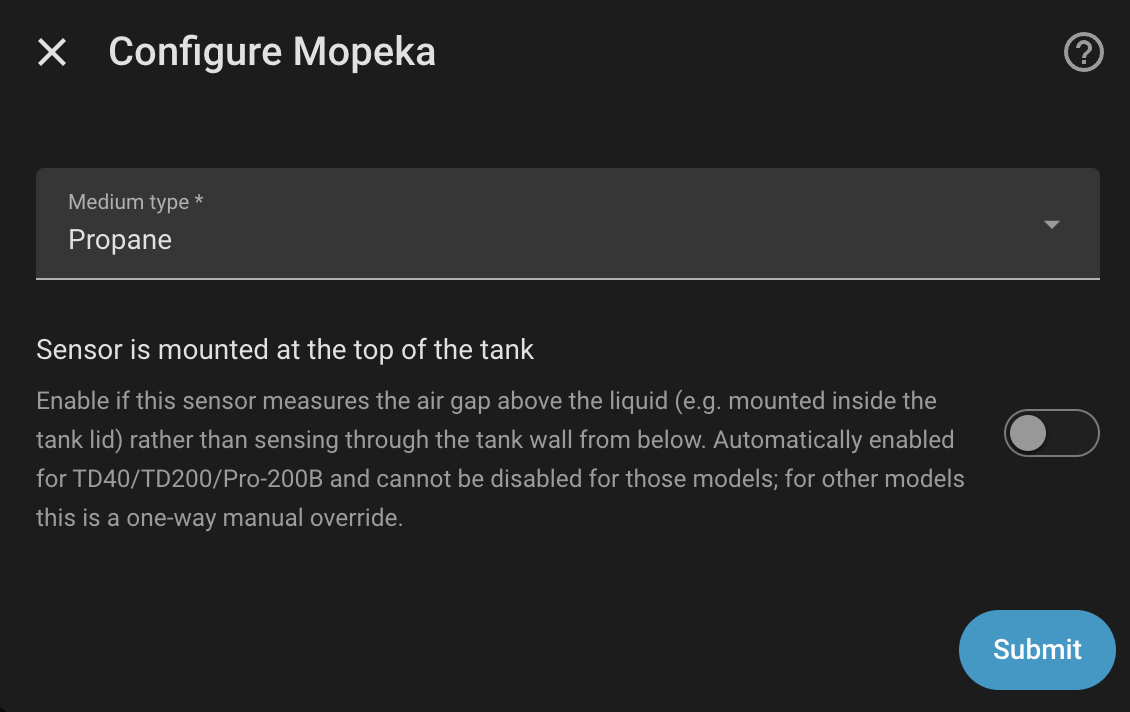 Configure Mopeka
Medium type *
Propane
Sensor is mounted at the top of the tank
Enable if this sensor measures the air gap above the liquid (e.g. mounted inside the
tank lid) rather than sensing through the tank wall from below. Automatically enabled
for TD40/TD200/Pro-200B and cannot be disabled for those models; for other models
this is a one-way manual override.
Submit